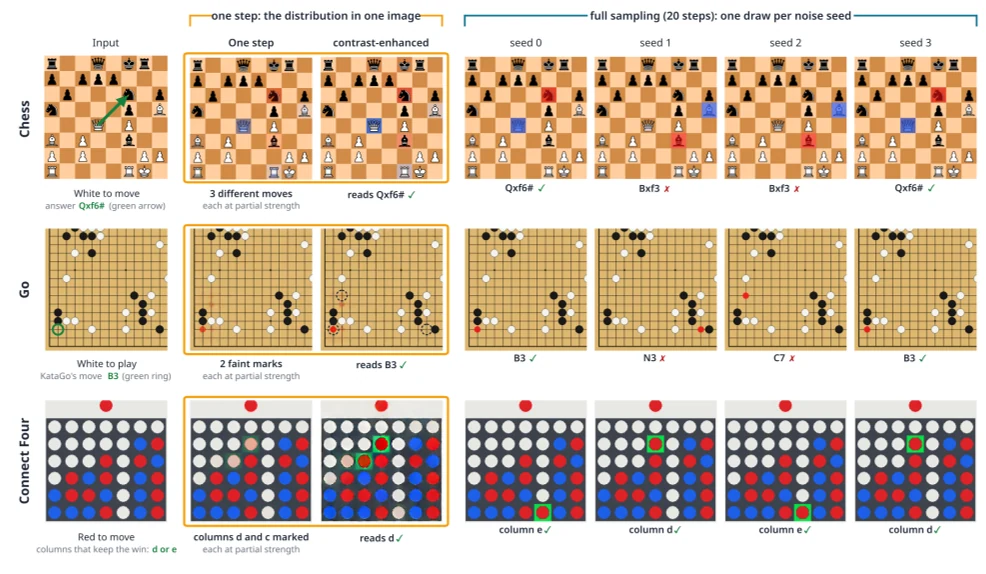 one step: the distribution in one image
full sampling (20 steps): one draw per noise seed
Input
One step
contrast-enhanced
seed 0
seed 1
seed 2
seed 3
Chess
White to move
answer Qxf6# (green arrow)
3 different moves
each at partial strength
reads Qxf6# ✓
Qxf6# ✓
Bxf3 ✗
Bxf3 ✗
Qxf6# ✓
Go
White to play
KataGo's move B3 (green ring)
2 faint marks
each at partial strength
reads B3 ✓
B3 ✓
N3 ✗
C7 ✗
B3 ✓
Connect Four
Red to move
columns that keep the win: d or e
columns d and c marked
each at partial strength
reads d ✓
column e ✓
column d ✓
column e ✓
column d ✓